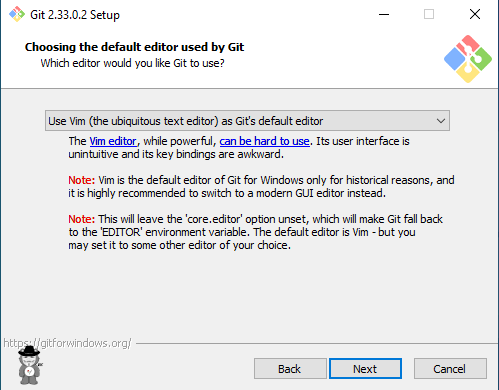 Git 2.33.0.2 Setup
Choosing the default editor used by Git
Which editor would you like Git to use?
Use Vim (the ubiquitous text editor) as Git's default editor
The Vim editor, while powerful, can be hard to use. Its user interface is
unintuitive and its key bindings are awkward.
Note: Vim is the default editor of Git for Windows only for historical reasons, and
it is highly recommended to switch to a modern GUI editor instead.
Note: This will leave the 'core.editor' option unset, which will make Git fall back
to the 'EDITOR' environment variable. The default editor is Vim - but you
may set it to some other editor of your choice.
https://gitforwindows.org/
Back
Next
Cancel